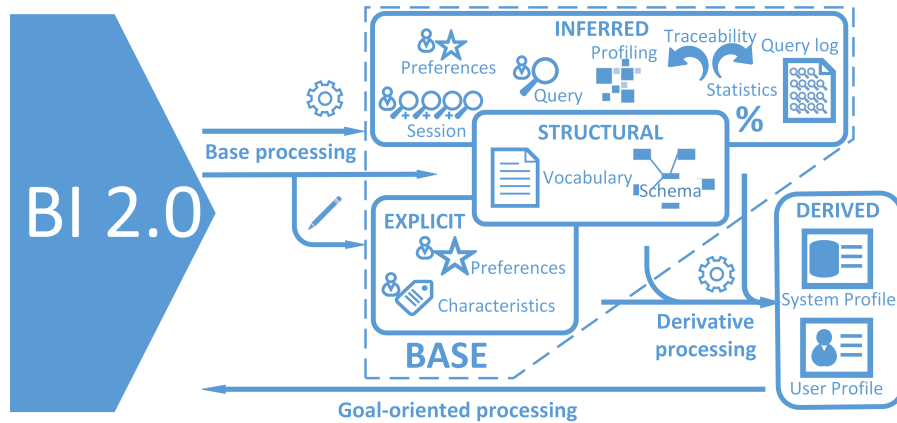 BI 2.0
Base processing
INFERRED
Preferences
Query
Profiling
Traceability
Query log
Statistics
%
Session
STRUCTURAL
Vocabulary
Schema
EXPLICIT
Preferences
Characteristics
BASE
Derivative
processing
DERIVED
System Profile
User Profile
Goal-oriented processing